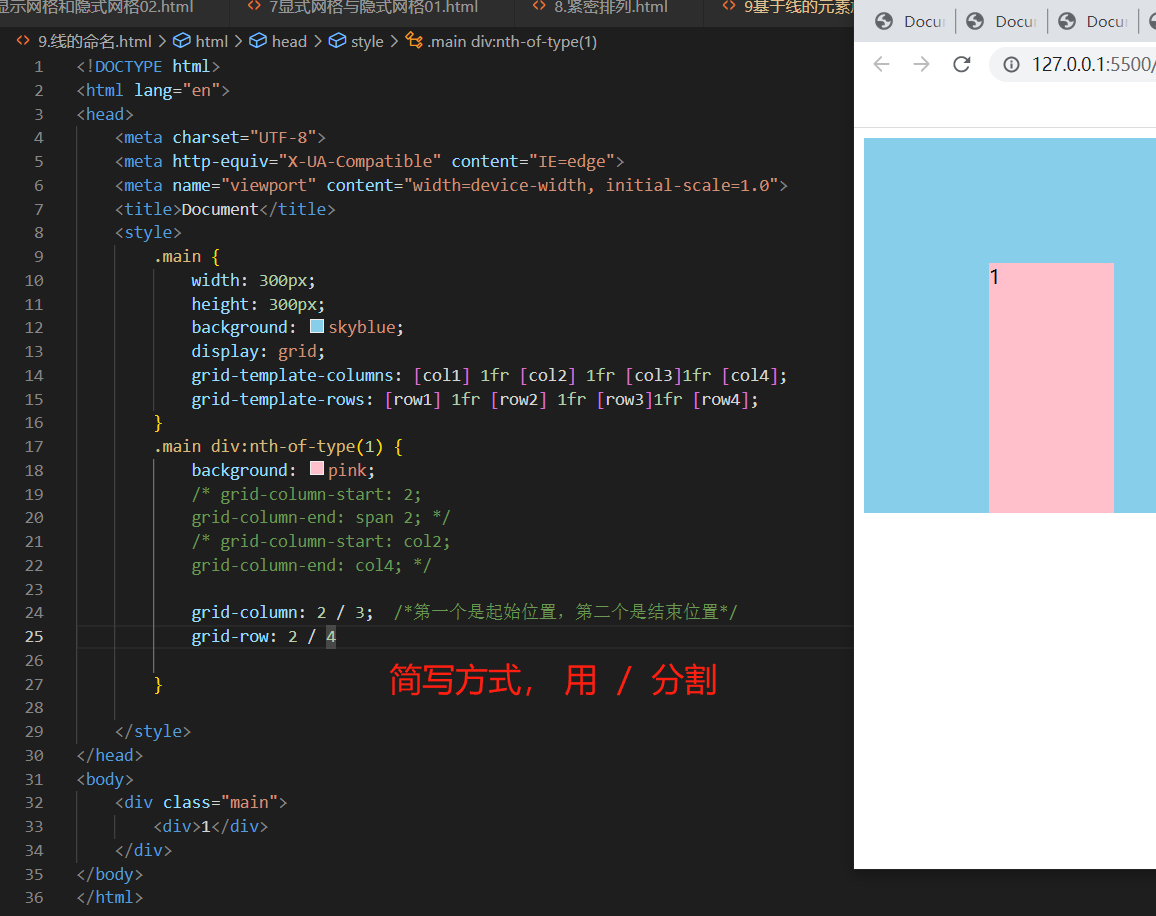 显示网格和隐式网格02.html
7显式网格与隐式网格01.html
8.紧密排列.html
9基于线的元素
9.线的命名.html > html > head > style > .main div:nth-of-type(1)
1 <!DOCTYPE html>
2 <html lang="en">
3 <head>
4 <meta charset="UTF-8">
5 <meta http-equiv="X-UA-Compatible" content="IE=edge">
6 <meta name="viewport" content="width=device-width, initial-scale=1.0">
7 <title>Document</title>
8 <style>
9 .main {
10 width: 300px;
11 height: 300px;
12 background: skyblue;
13 display: grid;
14 grid-template-columns: [col1] 1fr [col2] 1fr [col3]1fr [col4];
15 grid-template-rows: [row1] 1fr [row2] 1fr [row3]1fr [row4];
16 }
17 .main div:nth-of-type(1) {
18 background: pink;
19 /* grid-column-start: 2;
20 grid-column-end: span 2; */
21 /* grid-column-start: col2;
22 grid-column-end: col4; */
23
24 grid-column: 2 / 3; /*第一个是起始位置，第二个是结束位置*/
25 grid-row: 2 / 4
26
简写方式， 用 / 分割
27 }
28
29 </style>
30 </head>
31 <body>
32 <div class="main">
33 <div>1</div>
34 </div>
35 </body>
36 </html>
Docu
Docu
Docu
127.0.0.1:5500/
1